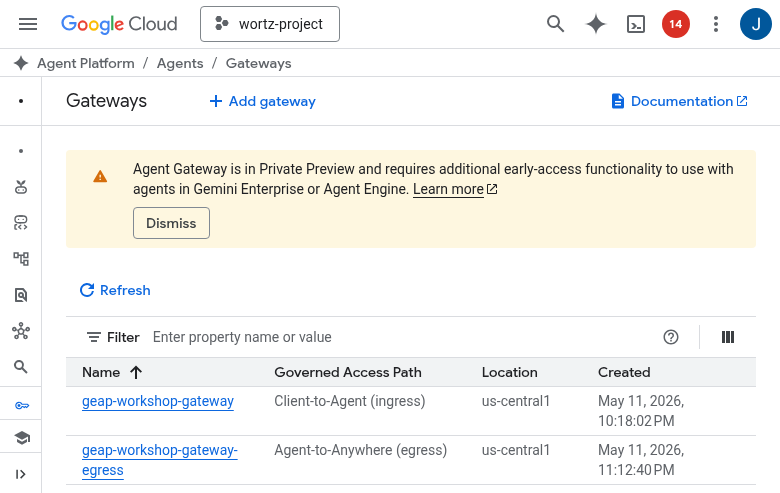 Google Cloud
wortz-project
14
J
Agent Platform / Agents / Gateways
Gateways
Add gateway
Documentation
Agent Gateway is in Private Preview and requires additional early-access functionality to use with
agents in Gemini Enterprise or Agent Engine. Learn more
Dismiss
Refresh
Filter Enter property name or value
Name Governed Access Path Location Created
geap-workshop-gateway Client-to-Agent (ingress) us-central1 May 11, 2026,
10:18:02 PM
geap-workshop-gateway- Agent-to-Anywhere (egress) us-central1 May 11, 2026,
egress 11:12:40 PM